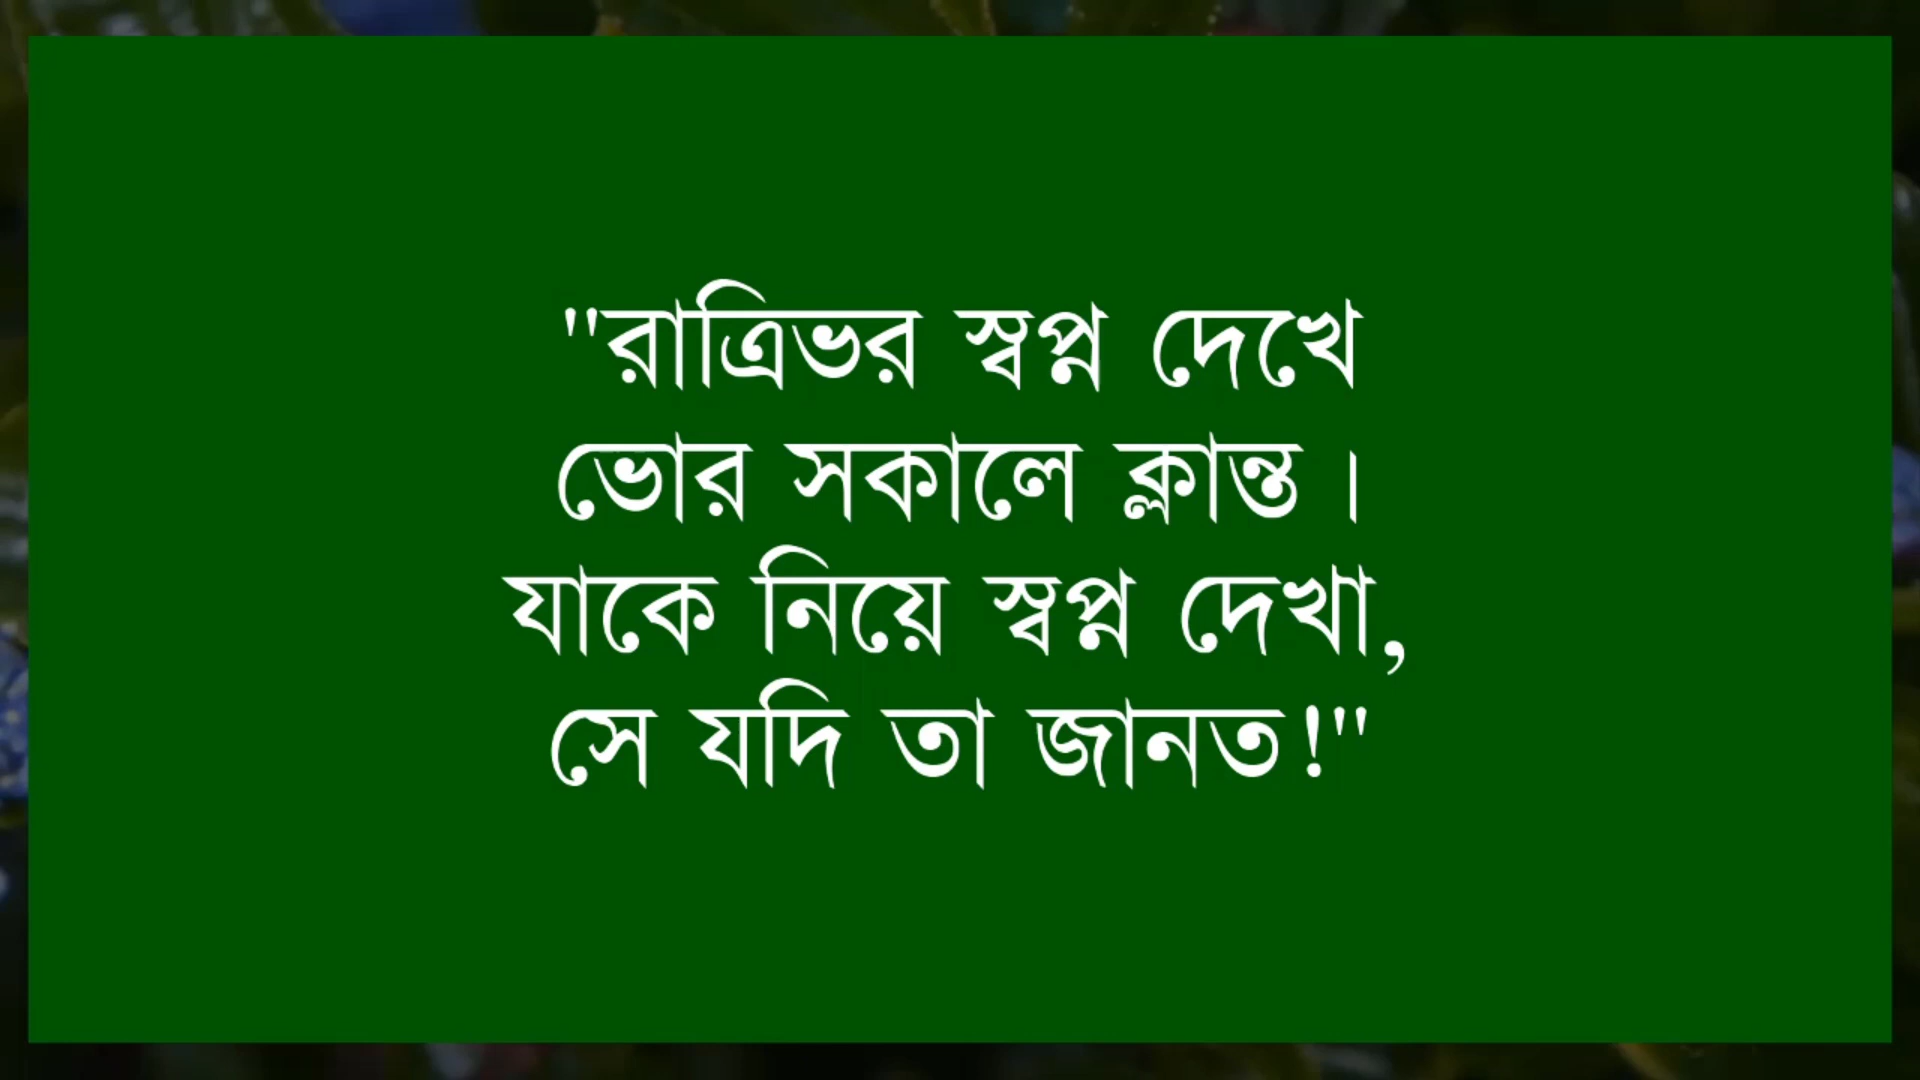 "রাত্রিভর স্বপ্ন দেখে
ভোর সকালে ক্লান্ত।
যাকে নিয়ে স্বপ্ন দেখা,
সে যদি তা জানত!"